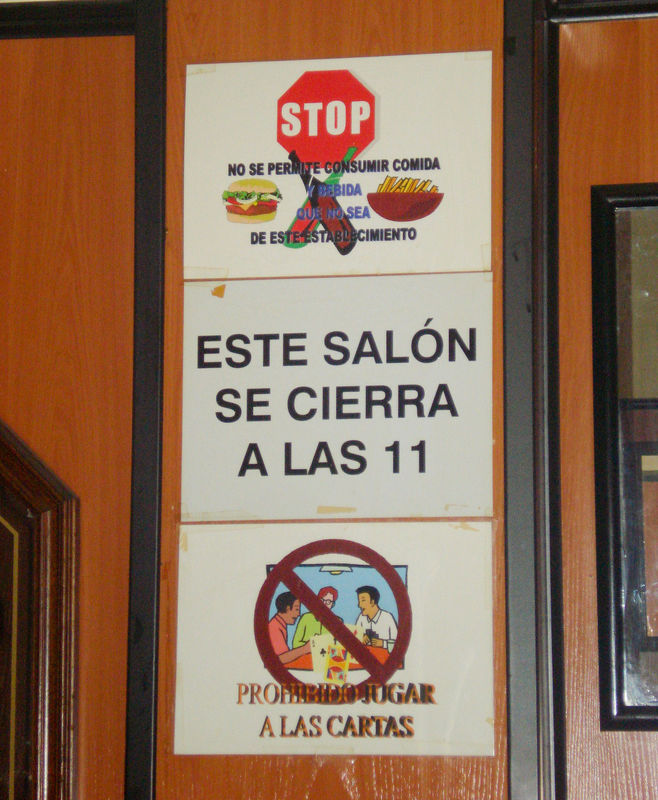 STOP
NO SE PERMITE CONSUMIR COMIDA
Y BEBIDA
QUE NO SEA
DE ESTE ESTABLECIMIENTO
ESTE SALÓN
SE CIERRA
A LAS 11
PROHIBIDO JUGAR
A LAS CARTAS